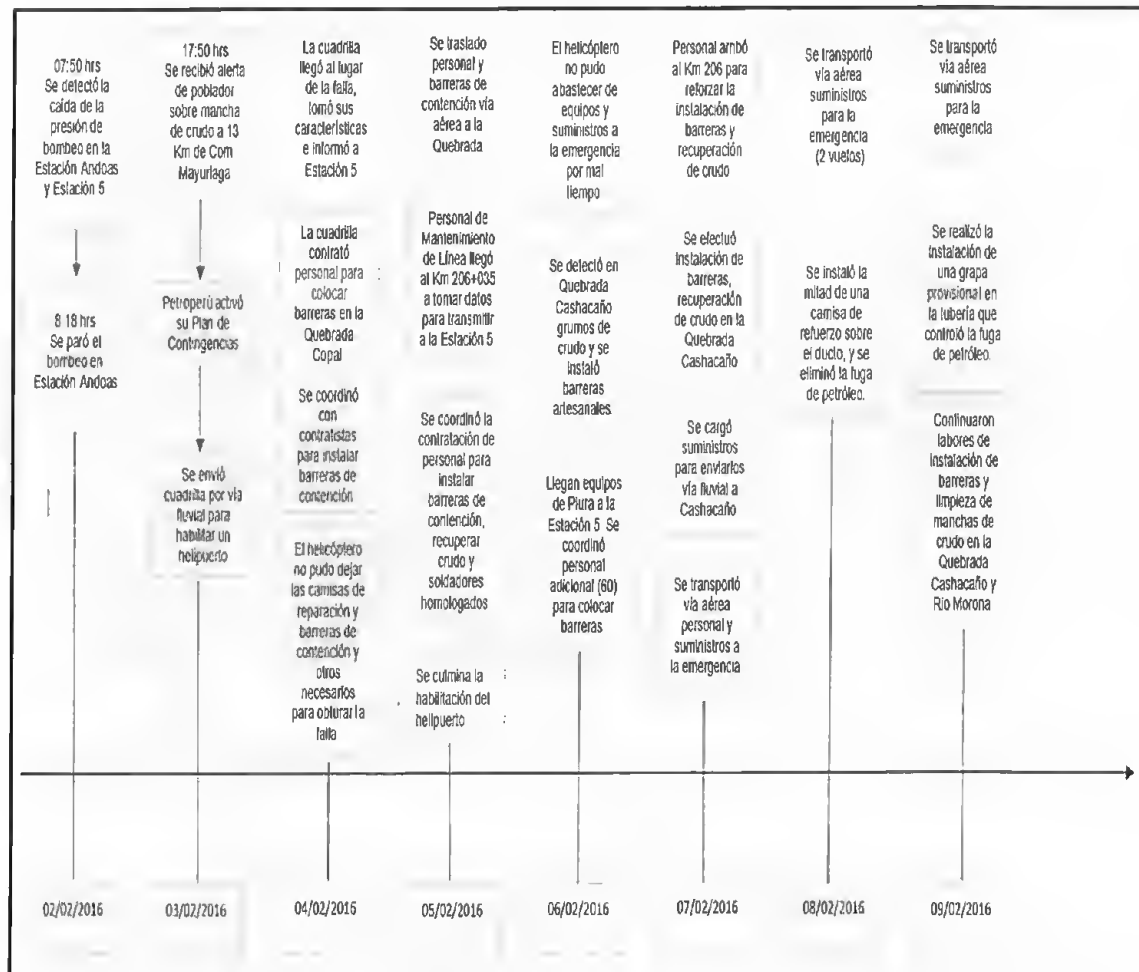 07:50 hrs
Se detectó la
caída de la
presión de
bombeo en la
Estación Andoas
y Estación 5
8 18 hrs
Se paró el
bombeo en
Estación Andoas
02/02/2016
17:50 hrs
Se recibió alerta
de poblador
sobre mancha
de crudo a 13
Km de Com
Mayuriaga
Petroperú activó
su Plan de
Contingencias
Se envió
cuadrilla por vía
fluvial para
habilitar un
helipuerto
03/02/2016
La cuadrilla
llegó al lugar
de la falla,
tomó sus
características
e informó a
Estación 5
La cuadrilla
contrató
personal para
colocar
barreras en la
Quebrada
Copal
Se coordinó
con
contratistas
para instalar
barreras de
contención
El helicóptero
no pudo dejar
las camisas de
reparación y
barreras de
contención y
otros
necesarios
para obturar la
falla
04/02/2016
Se traslado
personal y
barreras de
contención vía
aérea a la
Quebrada
Personal de
Mantenimiento
de Línea llegó
al Km 206+035
a tomar datos
para transmitir
a la Estación 5
Se coordinó la
contratación de
personal para
instalar
barreras de
contención,
recuperar
crudo y
soldadores
homologados
Se culmina la
habilitación del
helipuerto
05/02/2016
El helicóptero
no pudo
abastecer de
equipos y
suministros a
la emergencia
por mal
tiempo
Se detectó en
Quebrada
Cashacaño
grumos de
crudo y se
instaló
barreras
artesanales.
Llegan equipos
de Piura a la
Estación 5 Se
coordinó
personal
adicional (60)
para colocar
barreras
06/02/2016
Personal arribó
al Km 206 para
reforzar la
instalación de
barreras y
recuperación
de crudo
Se efectuó
instalación de
barreras,
recuperación
de crudo en la
Quebrada
Cashacaño
Se cargó
suministros
para enviarlos
vía fluvial a
Cashacaño
Se transportó
vía aérea
personal y
suministros a
la emergencia
07/02/2016
Se transportó
vía aérea
suministros
para la
emergencia
(2 vuelos)
Se instaló la
mitad de una
camisa de
refuerzo sobre
el ducto, y se
eliminó la fuga
de petróleo.
08/02/2016
Se transportó
vía aérea
suministros
para la
emergencia
Se realizó la
instalación de
una grapa
provisional en
la tubería que
controló la fuga
de petróleo.
Continuaron
labores de
instalación de
barreras y
limpieza de
manchas de
crudo en la
Quebrada
Cashacaño y
Río Morona
09/02/2016